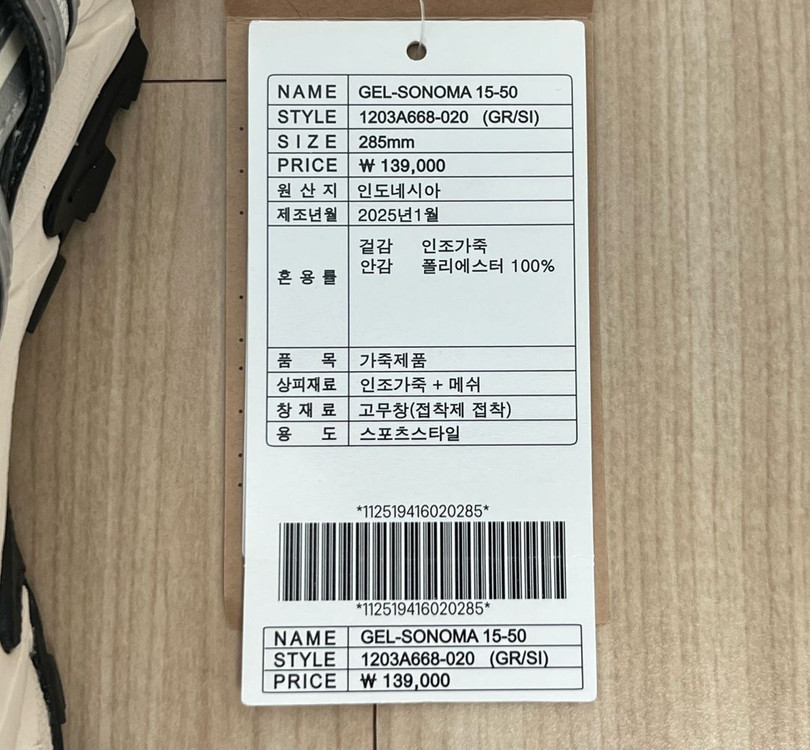 NAME GEL-SONOMA 15-50
STYLE 1203A668-020 (GR/SI)
SIZE 285mm
PRICE ₩ 139,000
원산지 인도네시아
제조년월 2025년1월
혼용률 겉감 인조가죽
안감 폴리에스터 100%
품목 가죽제품
상피재료 인조가죽 + 메쉬
창재료 고무창(접착제 접착)
용도 스포츠스타일
*112519416020285*
*112519416020285*
NAME GEL-SONOMA 15-50
STYLE 1203A668-020 (GR/SI)
PRICE ₩ 139,000